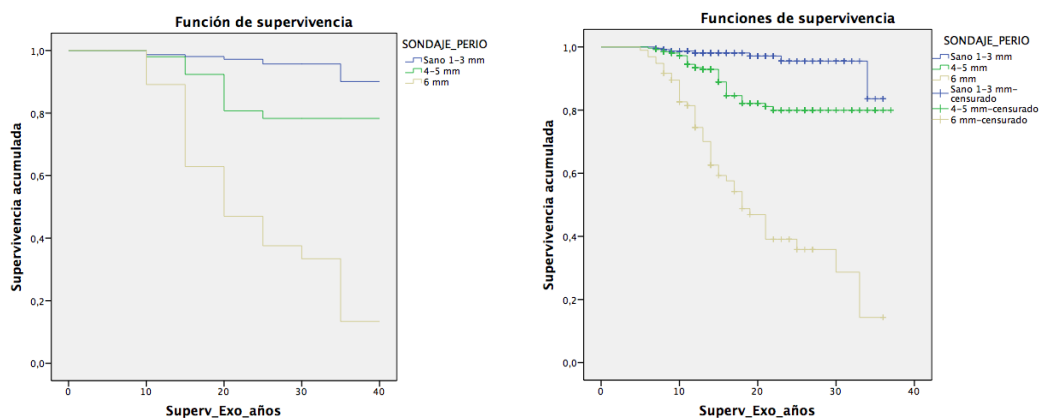 Función de supervivencia
SONDAJE_PERIO
Sano 1-3 mm
4-5 mm
6 mm
Supervivencia acumulada
1,0
0,8
0,6
0,4
0,2
0,0
0
10
20
30
40
Superv_Exo_años
Funciones de supervivencia
SONDAJE_PERIO
Sano 1-3 mm
4-5 mm
6 mm
Sano 1-3 mm-
censurado
4-5 mm-censurado
6 mm-censurado
Supervivencia acumulada
1,0
0,8
0,6
0,4
0,2
0,0
0
10
20
30
40
Superv_Exo_años